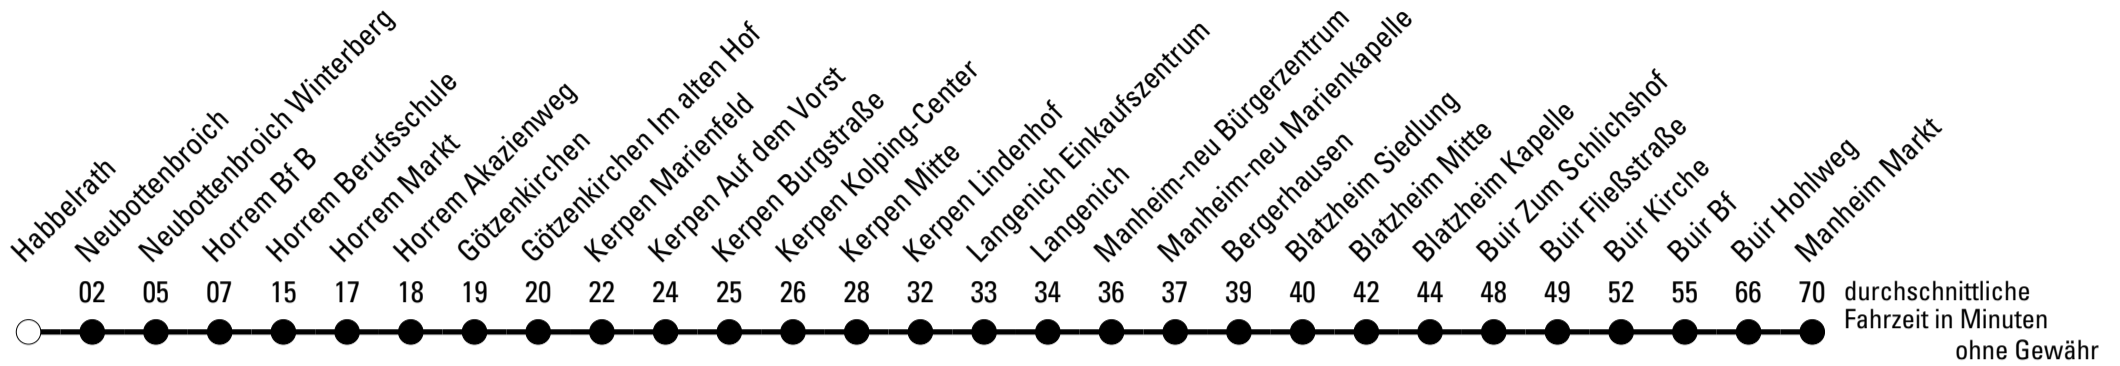 Habbelrath
Neubottenbroich
Neubottenbroich Winterberg
Horrem Bf B
Horrem Berufsschule
Horrem Markt
Horrem Akazienweg
Götzenkirchen
Götzenkirchen Im alten Hof
Kerpen Marienfeld
Kerpen Auf dem Vorst
Kerpen Burgstraße
Kerpen Kolping-Center
Kerpen Mitte
Kerpen Lindenhof
Langenich Einkaufszentrum
Langenich
Manheim-neu Bürgerzentrum
Manheim-neu Marienkapelle
Bergerhausen
Blatzheim Siedlung
Blatzheim Mitte
Blatzheim Kapelle
Buir Zum Schlichshof
Buir Fließstraße
Buir Kirche
Buir Bf
Buir Hohlweg
Manheim Markt
02 05 07 15 17 18 19 20 22 24 25 26 28 32 33 34 36 37 39 40 42 44 48 49 52 55 66 70
durchschnittliche
Fahrzeit in Minuten
ohne Gewähr